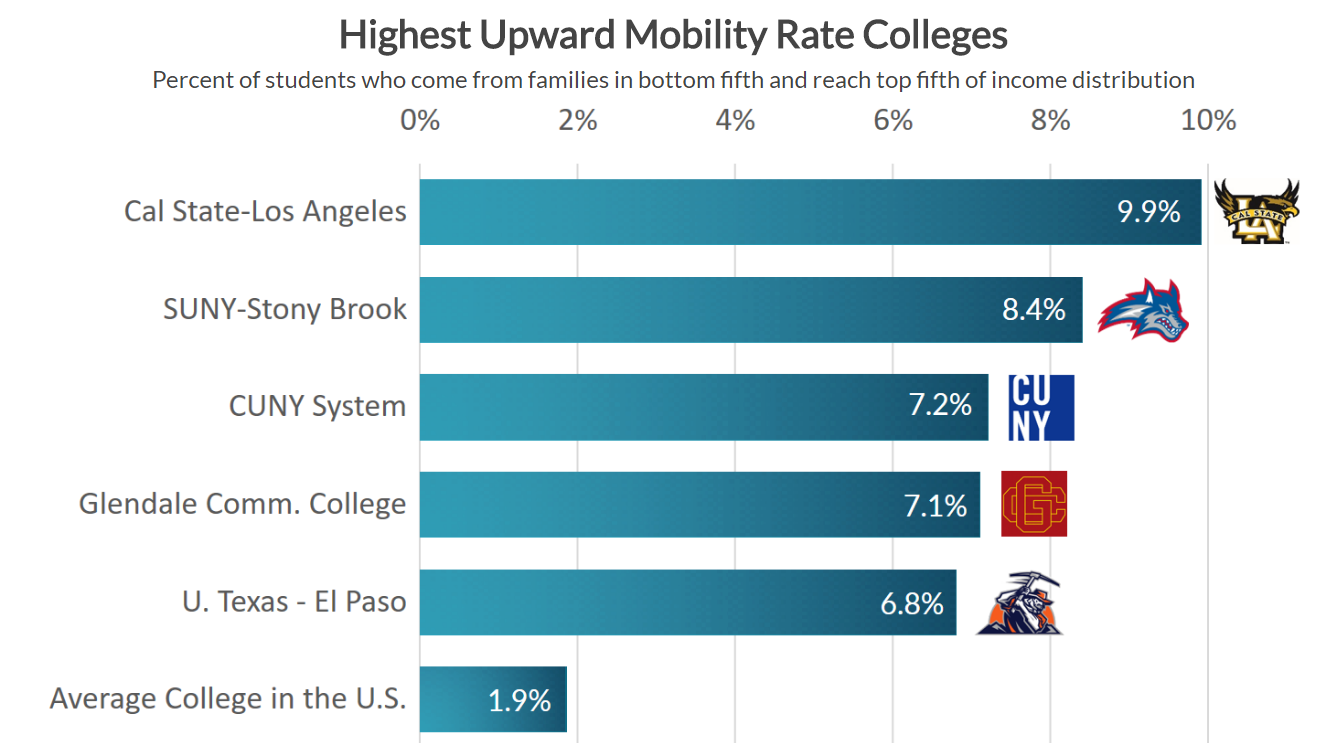 Highest Upward Mobility Rate Colleges
Percent of students who come from families in bottom fifth and reach top fifth of income distribution
0% 2% 4% 6% 8% 10%
Cal State-Los Angeles 9.9% LA CAL STATE
SUNY-Stony Brook 8.4%
CUNY System 7.2% CU
NY
Glendale Comm. College 7.1% GC
U. Texas - El Paso 6.8%
Average College in the U.S. 1.9%